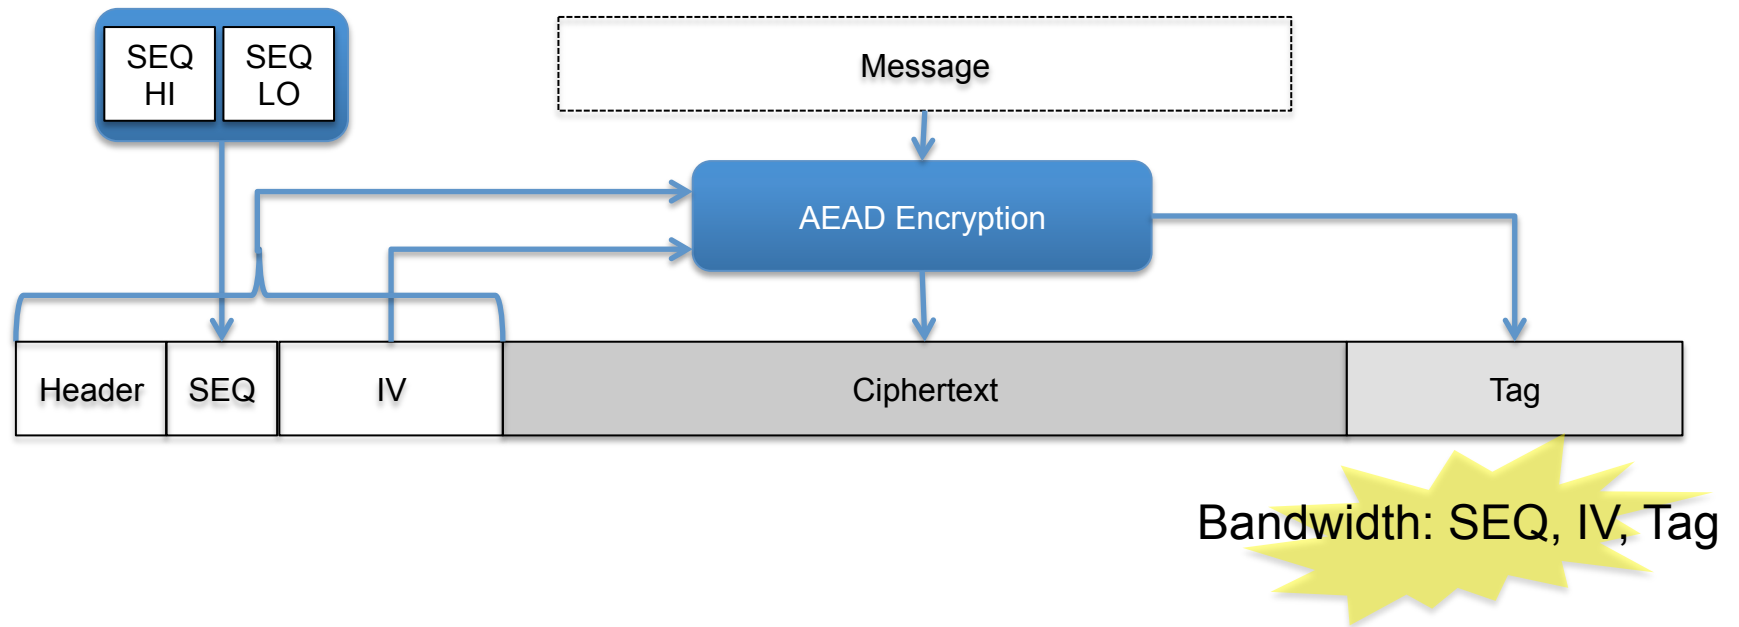 SEQ
HI
SEQ
LO
Message
AEAD Encryption
Header
SEQ
IV
Ciphertext
Tag
Bandwidth: SEQ, IV, Tag